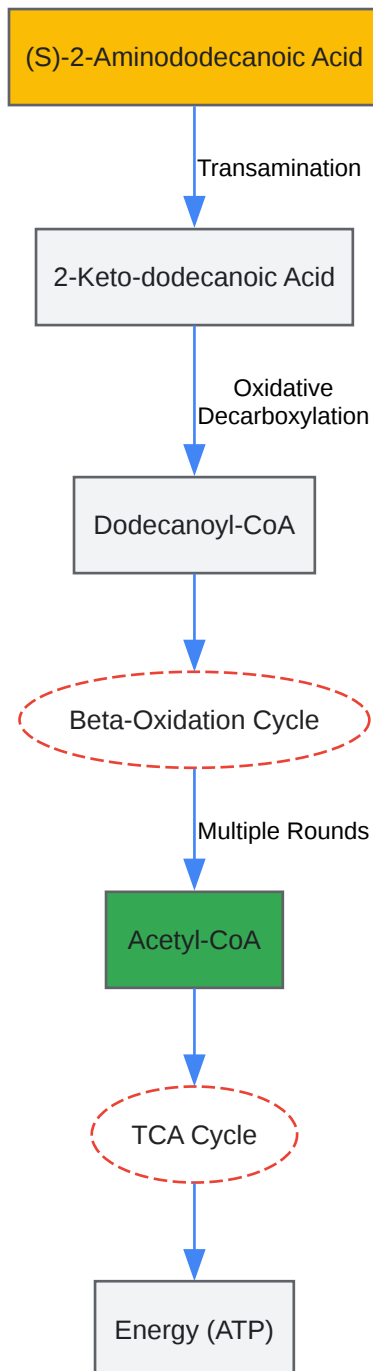 (S)-2-Aminododecanoic Acid
Transamination
2-Keto-dodecanoic Acid
Oxidative
Decarboxylation
Dodecanoyl-CoA
Beta-Oxidation Cycle
Multiple Rounds
Acetyl-CoA
TCA Cycle
Energy (ATP)